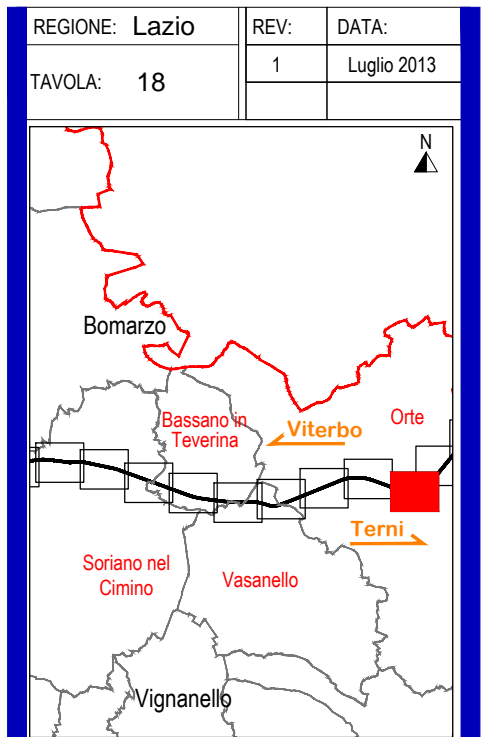 REGIONE: Lazio
REV:
DATA:
TAVOLA: 18
1
Luglio 2013
N
Bomarzo
Bassano in
Teverina
Viterbo
Orte
Terni
Soriano nel
Cimino
Vasanello
Vignanello